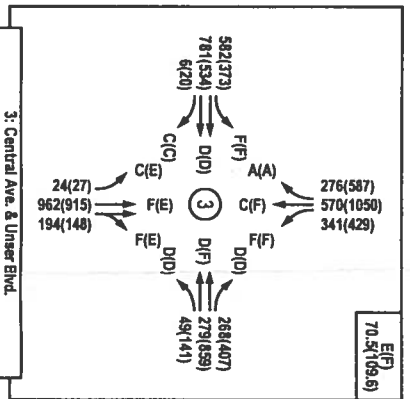 582(373)
781(534)
6(20)
276(587)
570(1050)
341(429)
F(F)
A(A)
D(D)
C(C)
C(F)
C(E)
3
F(E)
F(F)
F(E)
D(F)
D(D)
D(D)
24(27)
962(915)
194(148)
268(407)
279(859)
49(141)
E(F)
70.5(109.6)
3: Central Ave. & Unser Blvd.